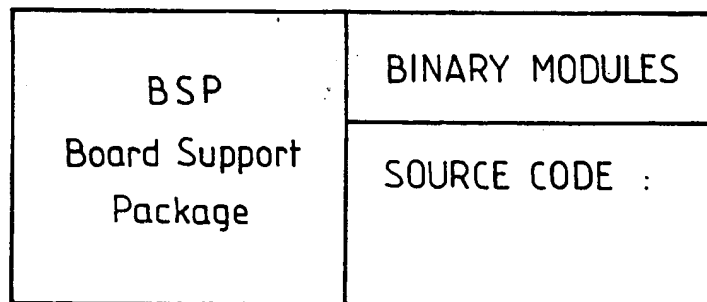 BSP
Board Support
Package
BINARY MODULES
SOURCE CODE :